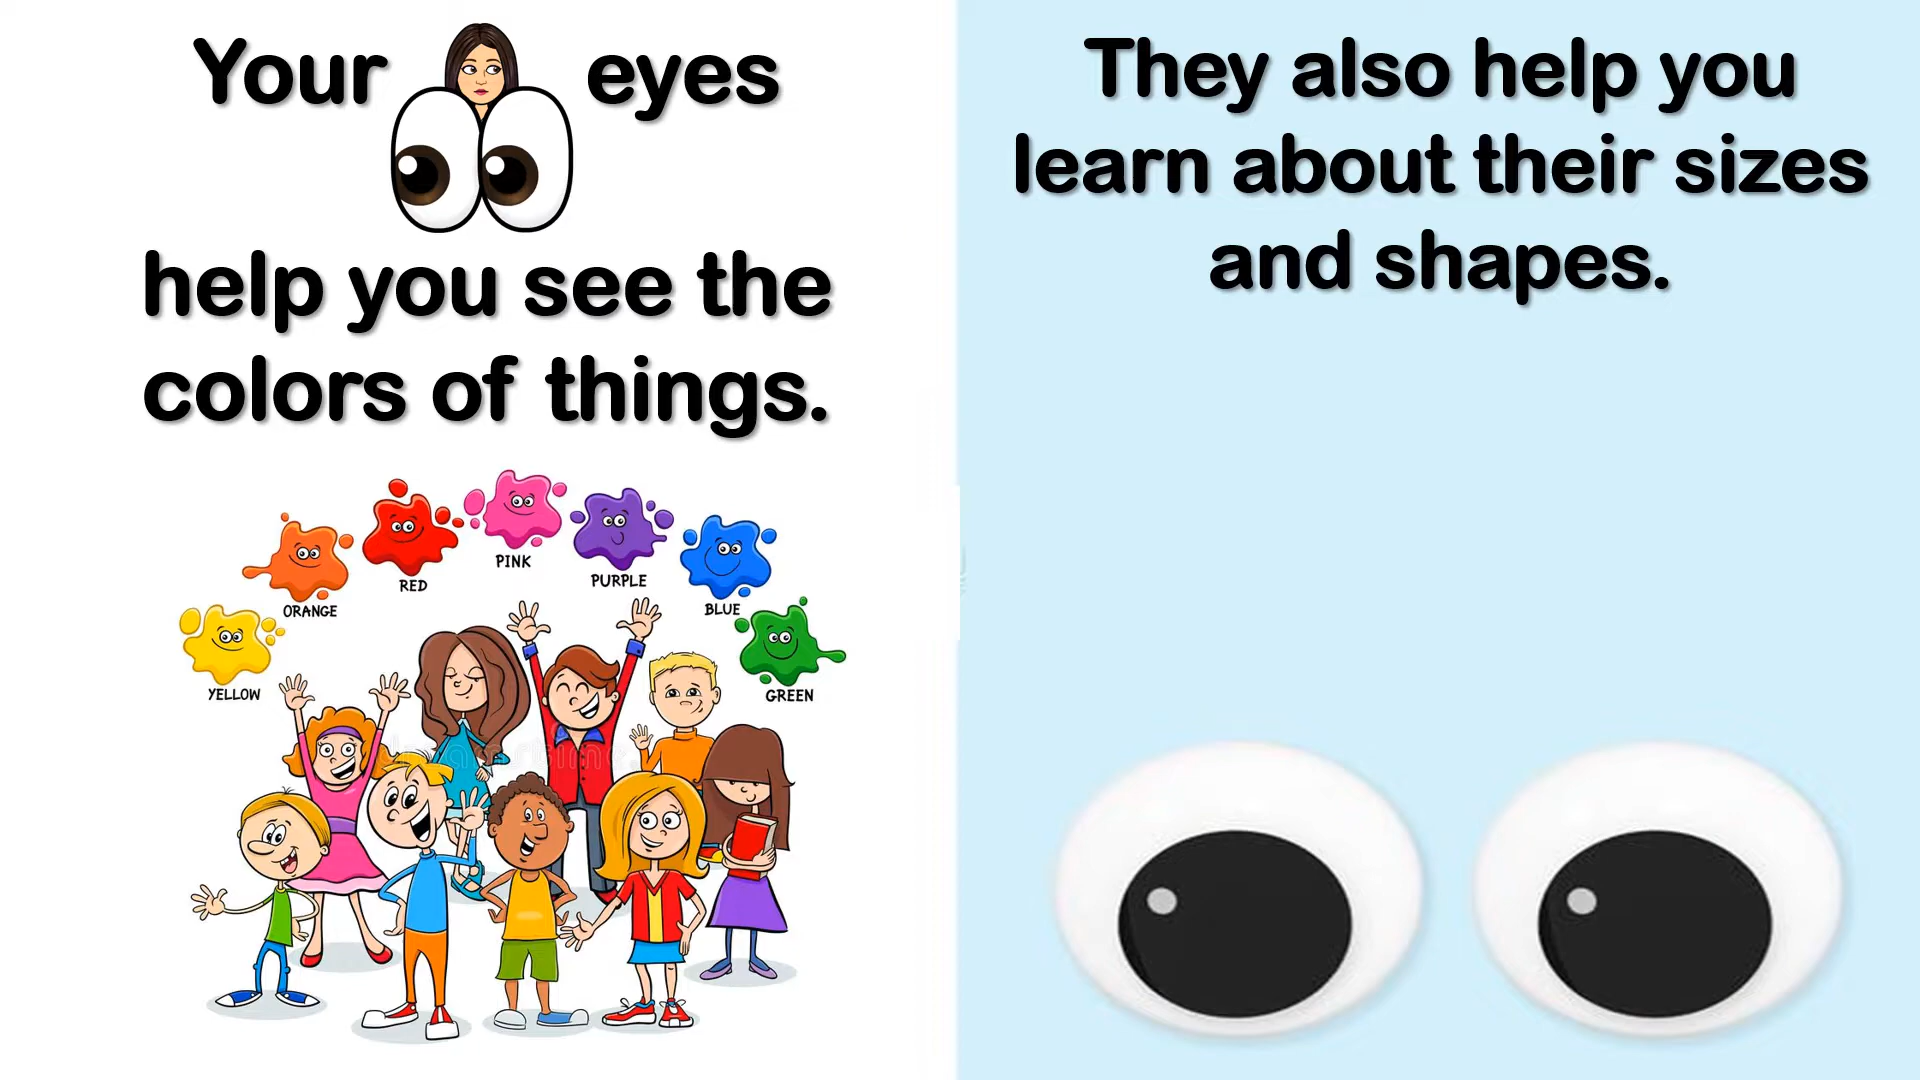 Your eyes
help you see the
colors of things.
PINK
PURPLE
RED
BLUE
ORANGE
YELLOW
GREEN
They also help you
learn about their sizes
and shapes.